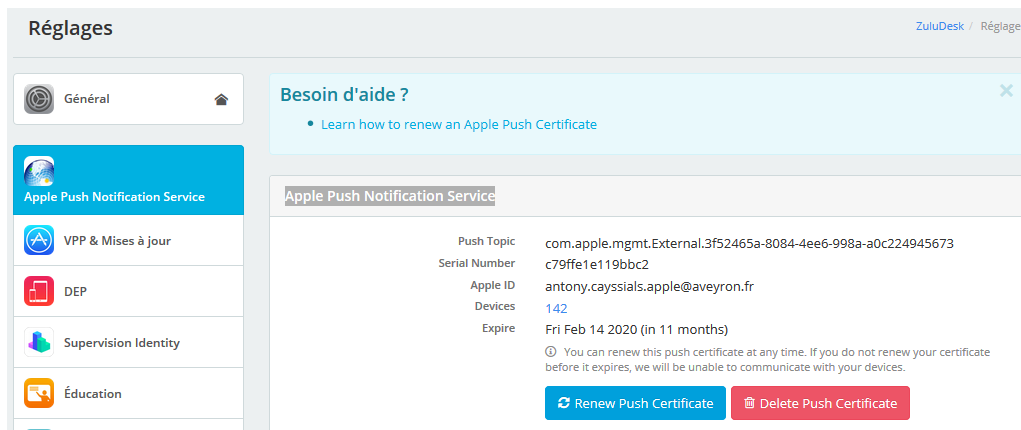 Réglages
ZuluDesk / Réglage
Général
Besoin d'aide ?
Learn how to renew an Apple Push Certificate
Apple Push Notification Service
VPP & Mises à jour
DEP
Supervision Identity
Éducation
Apple Push Notification Service
Push Topic com.apple.mgmt.External.3f52465a-8084-4ee6-998a-a0c224945673
Serial Number c79ffe1e119bbc2
Apple ID antony.cayssials.apple@aveyron.fr
Devices 142
Expire Fri Feb 14 2020 (in 11 months)
You can renew this push certificate at any time. If you do not renew your certificate
before it expires, we will be unable to communicate with your devices.
Renew Push Certificate
Delete Push Certificate